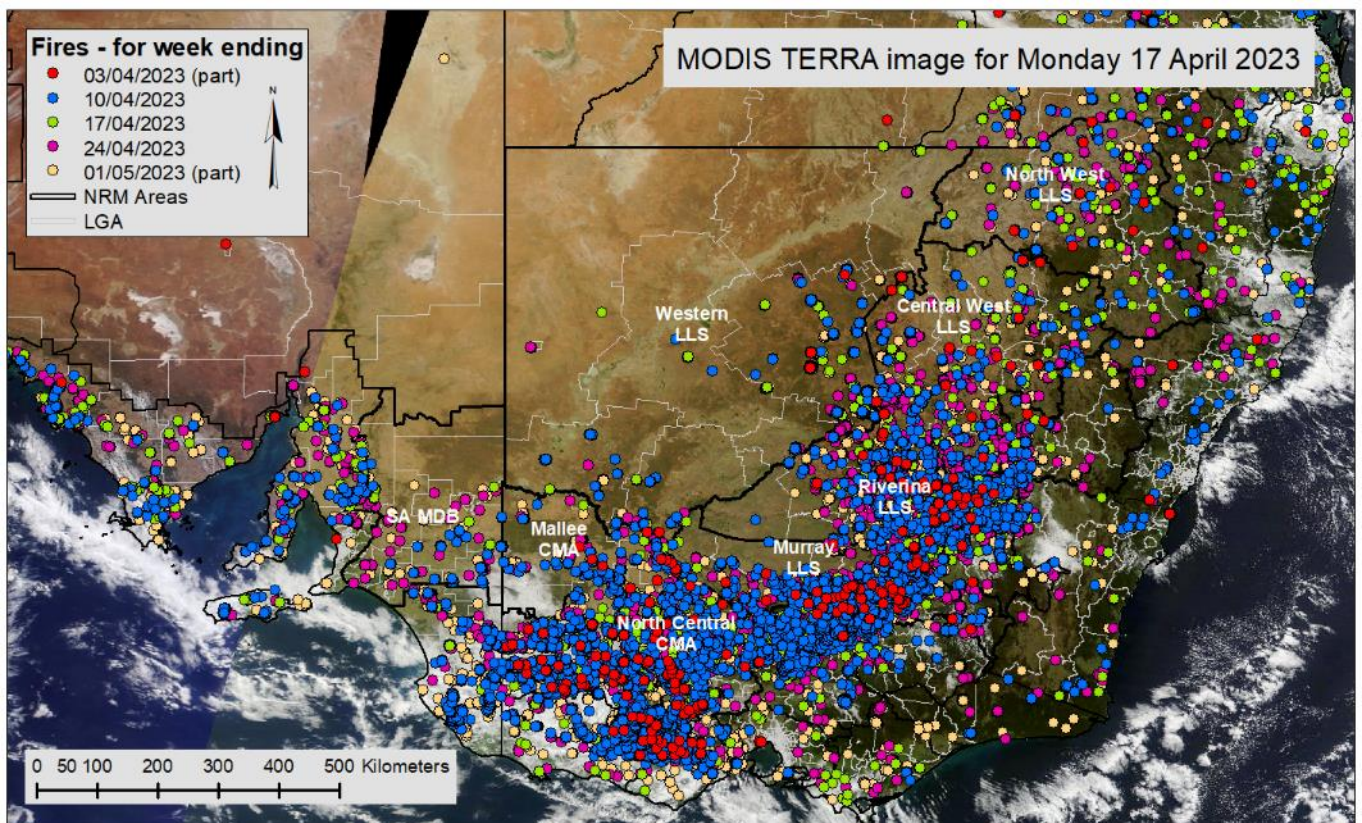 Fires - for week ending
03/04/2023 (part)
10/04/2023
17/04/2023
24/04/2023
01/05/2023 (part)
NRM Areas
LGA
N
MODIS TERRA image for Monday 17 April 2023
North West
LLS
Western
LLS
Central West
LLS
Riverina
LLS
SA MDB
Mallee
CMA
Murray
LLS
North Central
CMA
0 50 100 200 300 400 500 Kilometers